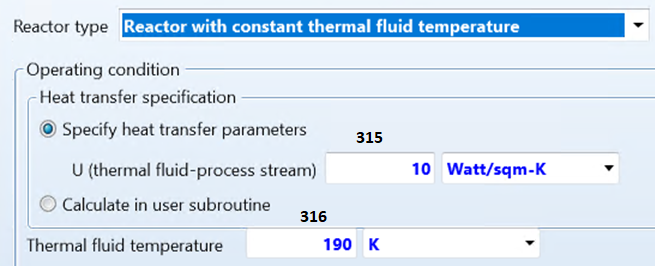 Reactor type Reactor with constant thermal fluid temperature
Operating condition
Heat transfer specification
Specify heat transfer parameters
315
U (thermal fluid-process stream) 10 Watt/sqm-K
Calculate in user subroutine
316
Thermal fluid temperature 190 K